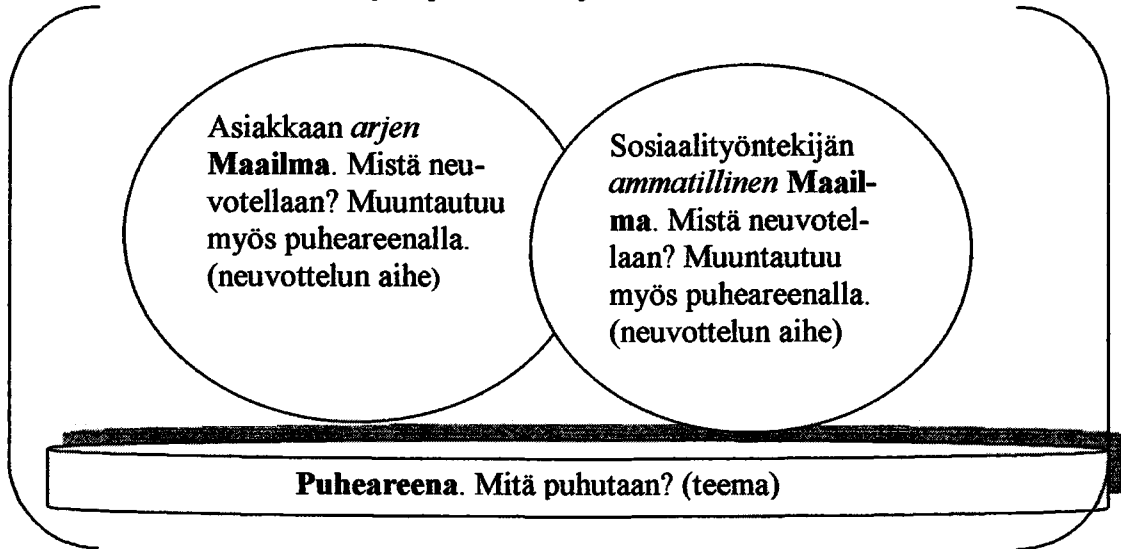 Asiakkaan arjen
Maailma. Mistä neu-
votellaan? Muuntautuu
myös puheareenalla.
(neuvottelun aihe)
Sosiaalityöntekijän
ammatillinen Maail-
ma. Mistä neuvotel-
laan? Muuntautuu
myös puheareenalla.
(neuvottelun aihe)
Puheareena. Mitä puhutaan? (teema)